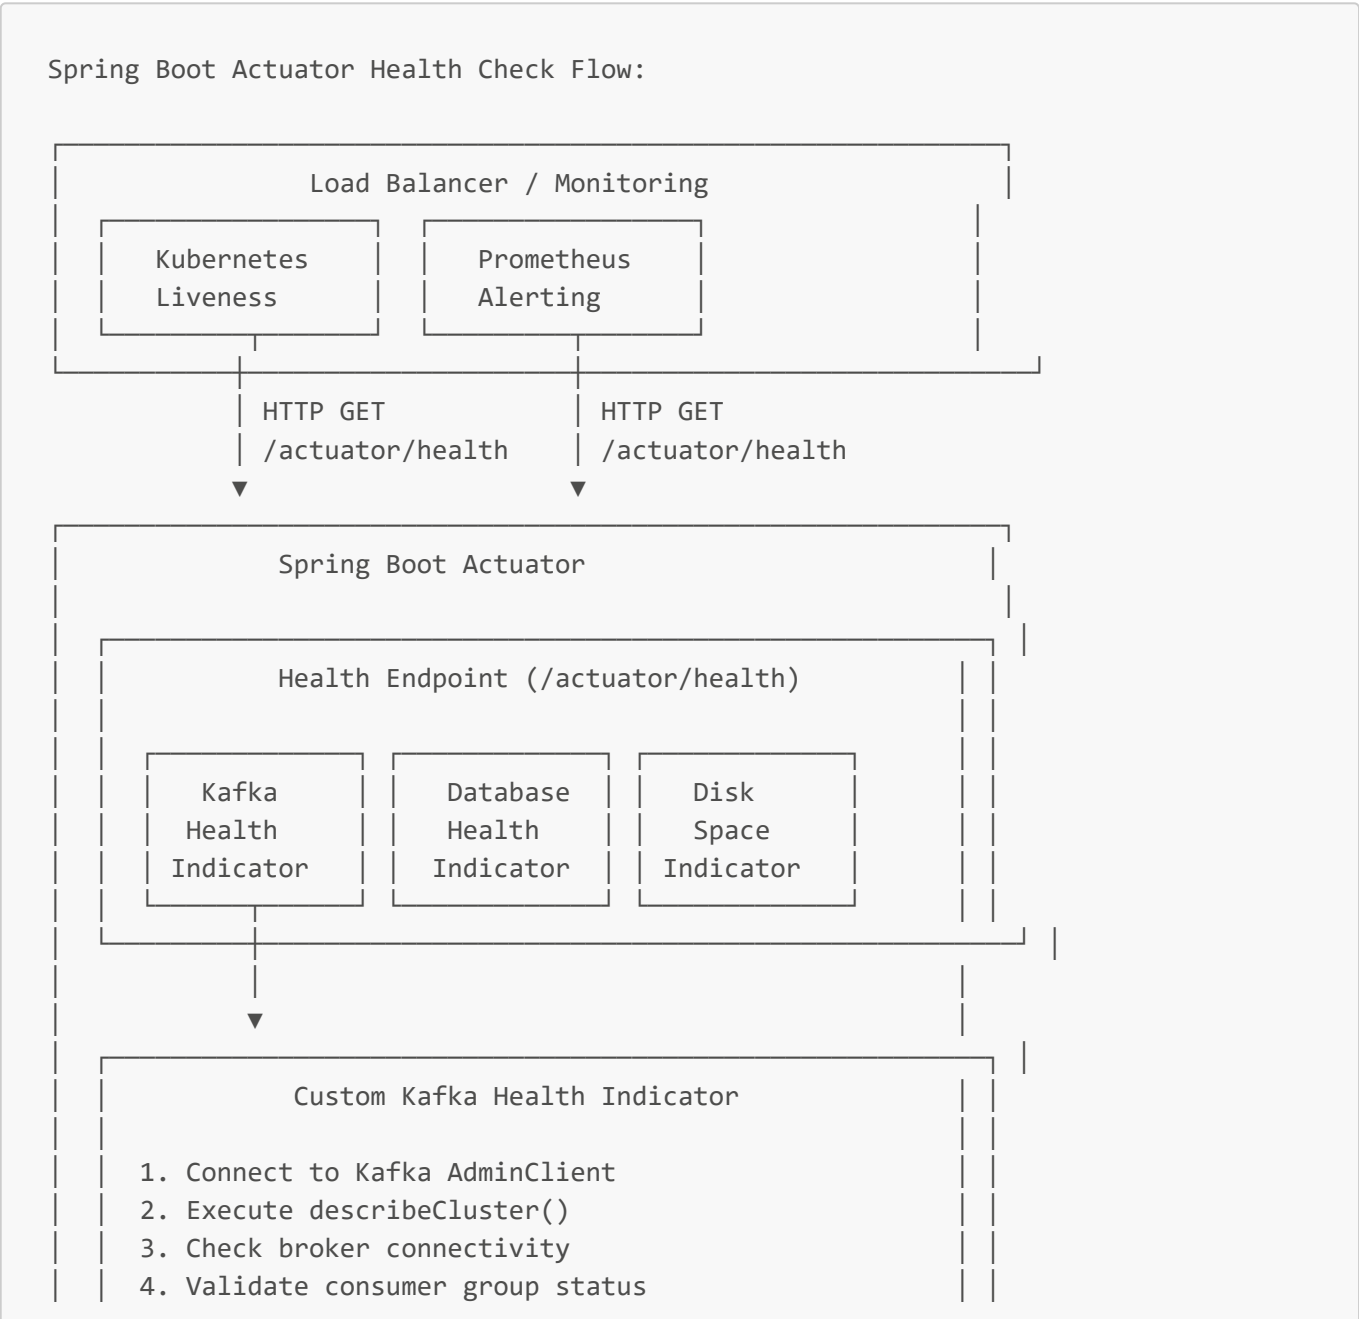 Spring Boot Actuator Health Check Flow:
Load Balancer / Monitoring
Kubernetes Prometheus
Liveness Alerting
HTTP GET HTTP GET
/actuator/health /actuator/health
Spring Boot Actuator
Health Endpoint (/actuator/health)
Kafka Database Disk
Health Health Space
Indicator Indicator Indicator
Custom Kafka Health Indicator
1. Connect to Kafka AdminClient
2. Execute describeCluster()
3. Check broker connectivity
4. Validate consumer group status